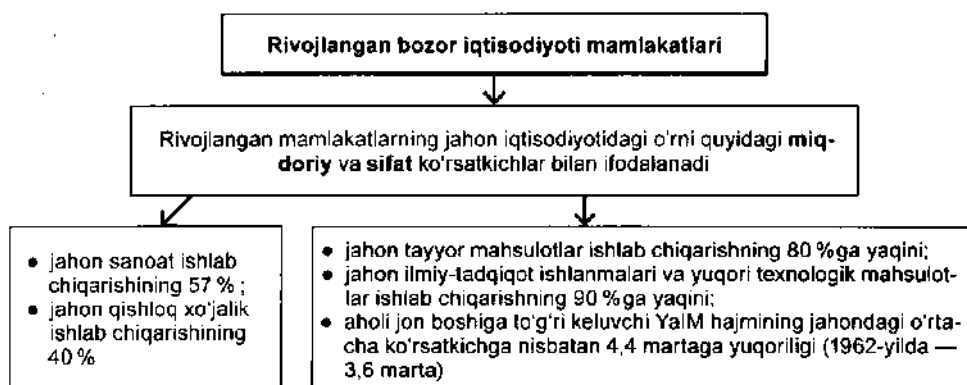 Rivojlangan bozor iqtisodiyoti mamlakatlari
Rivojlangan mamlakatlarning jahon iqtisodiyotidagi o'rni quyidagi miq-
doriy va sifat ko'rsatkichlar bilan ifodalanadi
• jahon sanoat ishlab
chiqarishining 57 % ;
• jahon qishloq xo'jalik
ishlab chiqarishining
40 %
• jahon tayyor mahsulotlar ishlab chiqarishning 80 %ga yaqini;
• jahon ilmiy-tadqiqot ishlanmalari va yuqori texnologik mahsulot-
lar ishlab chiqarishning 90 %ga yaqini;
• aholi jon boshiga to'g'ri keluvchi YaIM hajmining jahondagi o'rta-
cha ko'rsatkichga nisbatan 4,4 martaga yuqoriligi (1962-yilda —
3,6 marta)